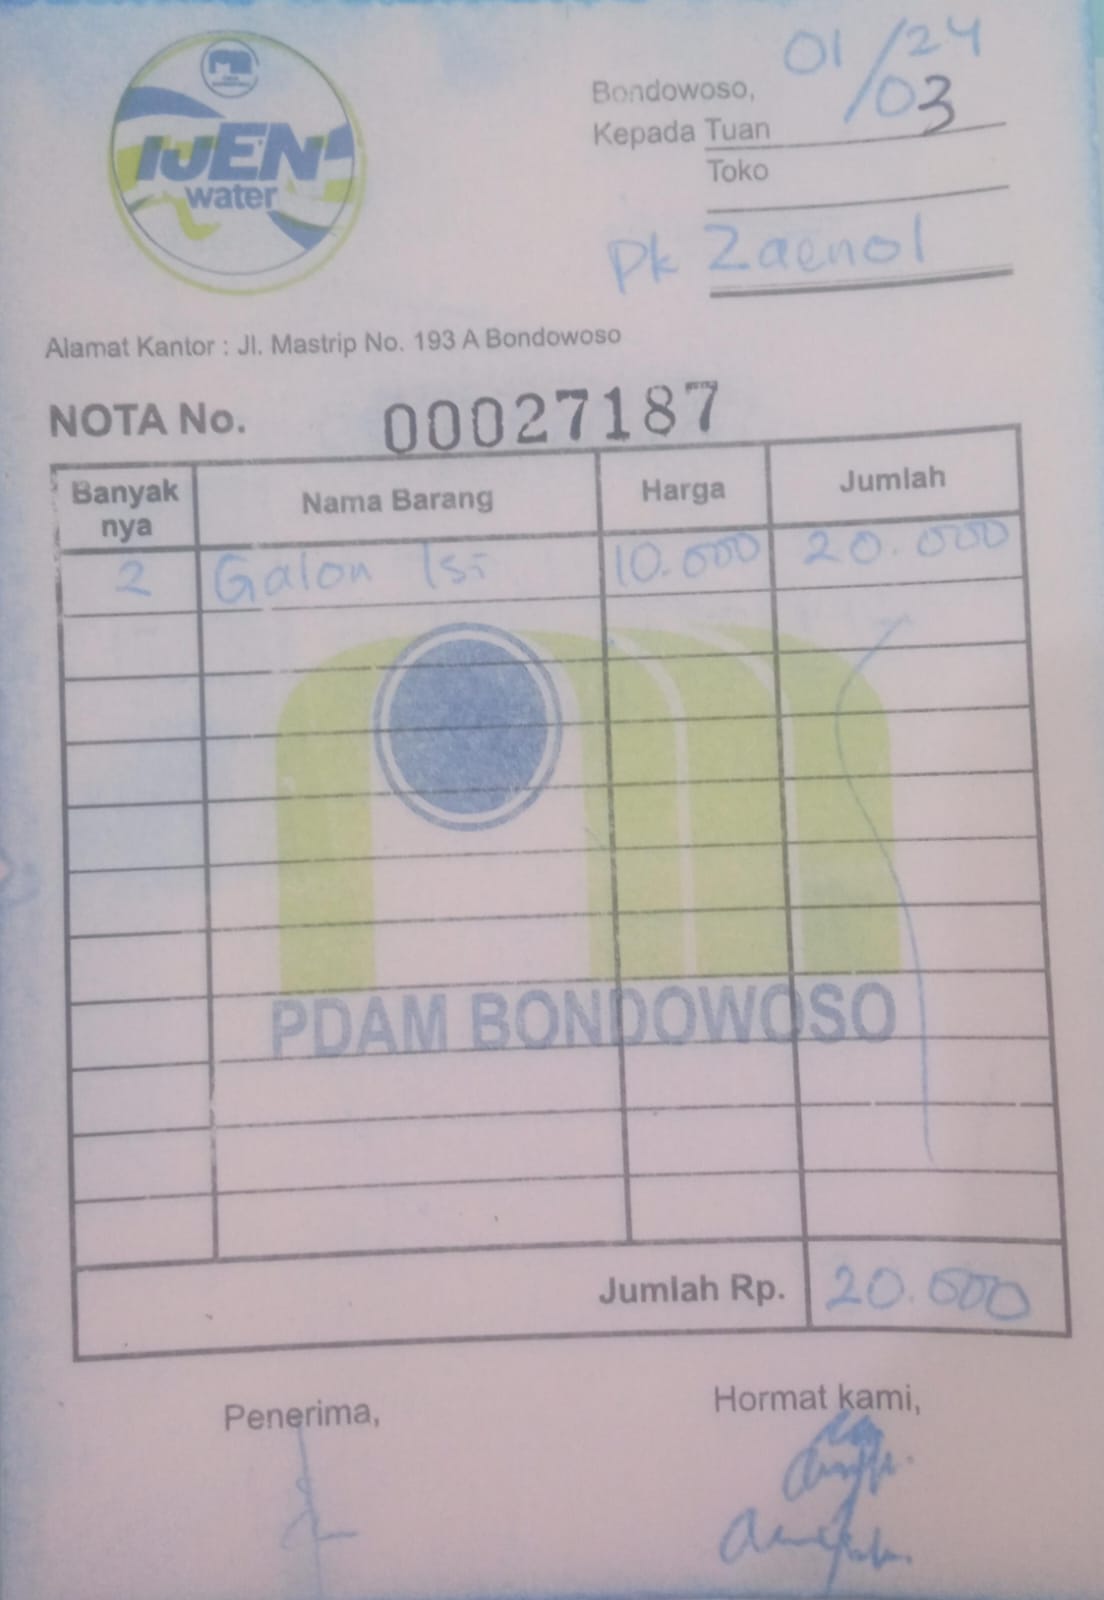 IJEN
water
Bondowoso, 01/03 24
Kepada Tuan
Toko
Pk Zaenol
Alamat Kantor : Jl. Mastrip No. 193 A Bondowoso
NOTA No. 00027187
Banyak nya Nama Barang Harga Jumlah
2 Galon Isi 10.000 20.000
PDAM BONDOWOSO
Jumlah Rp. 20.000
Penerima, Hormat kami,